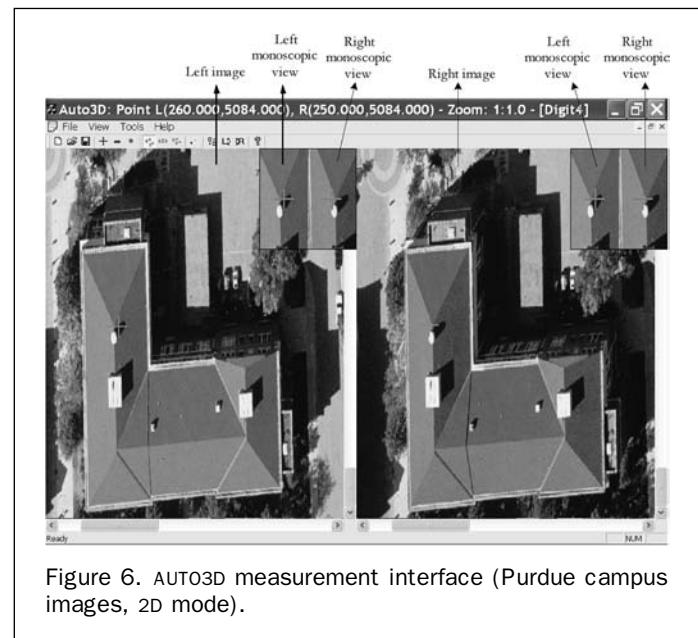 Left
monoscopic
view
Right
monoscopic
view
Left
monoscopic
view
Right
monoscopic
view
Left image
Right image
Auto3D: Point L(260.000,5084.000), R(250.000,5084.000) - Zoom: 1:1.0 - [Digit4]
File View Tools Help
Ready
NUM
Figure 6. AUTO3D measurement interface (Purdue campus
images, 2D mode).